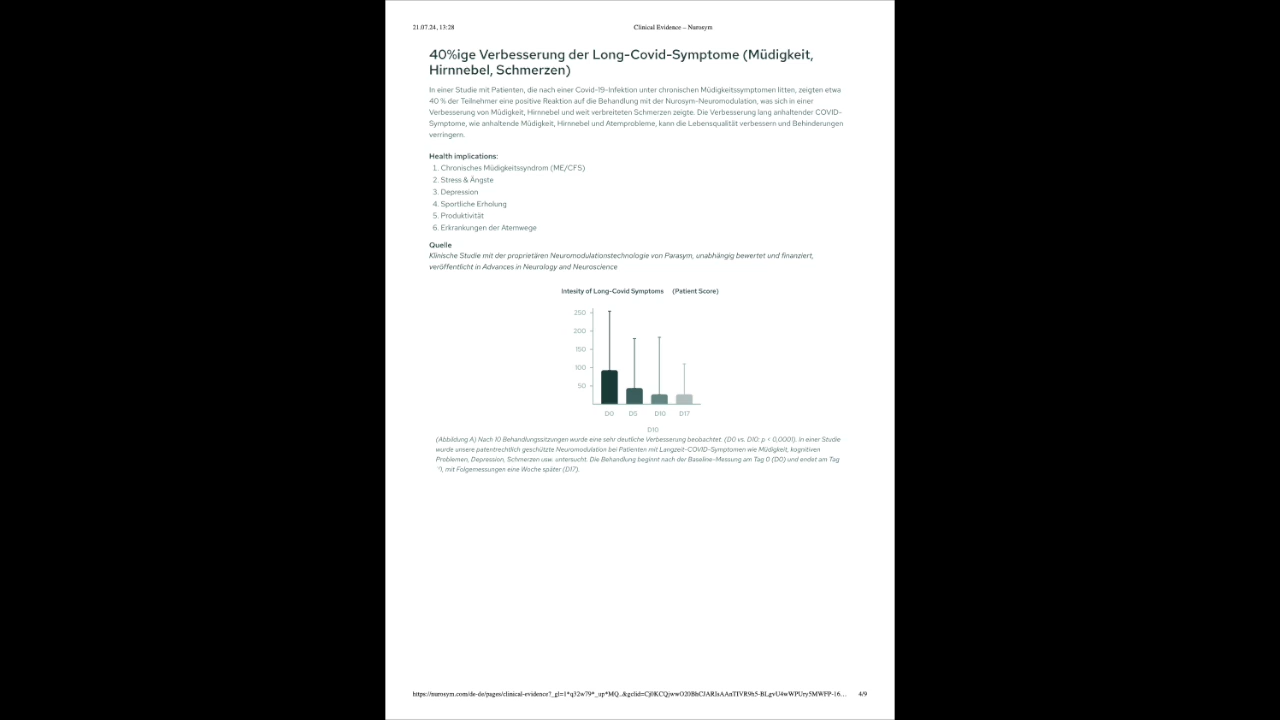 21.07.24, 13:28
Clinical Evidence – Nurosym
40%ige Verbesserung der Long-Covid-Symptome (Müdigkeit,
Hirnnebel, Schmerzen)
In einer Studie mit Patienten, die nach einer Covid-19-Infektion unter chronischen Müdigkeitssymptomen litten, zeigten etwa
40 % der Teilnehmer eine positive Reaktion auf die Behandlung mit der Nurosym-Neuromodulation, was sich in einer
Verbesserung von Müdigkeit, Hirnnebel und weit verbreiteten Schmerzen zeigte. Die Verbesserung lang anhaltender COVID-
Symptome, wie anhaltende Müdigkeit, Hirnnebel und Atemprobleme, kann die Lebensqualität verbessern und Behinderungen
verringern.
Health implications:
1. Chronisches Müdigkeitssyndrom (ME/CFS)
2. Stress & Ängste
3. Depression
4. Sportliche Erholung
5. Produktivität
6. Erkrankungen der Atemwege
Quelle
Klinische Studie mit der proprietären Neuromodulationstechnologie von Parasym, unabhängig bewertet und finanziert,
veröffentlicht in Advances in Neurology and Neuroscience
Intesity of Long-Covid Symptoms (Patient Score)
250
200
150
100
50
D0 D5 D10 D17
D10
(Abbildung A) Nach 10 Behandlungssitzungen wurde eine sehr deutliche Verbesserung beobachtet. (D0 vs. D10: p < 0,0001). In einer Studie
wurde unsere patentrechtlich geschützte Neuromodulation bei Patienten mit Langzeit-COVID-Symptomen wie Müdigkeit, kognitiven
Problemen, Depression, Schmerzen usw. untersucht. Die Behandlung beginnt nach der Baseline-Messung am Tag 0 (D0) und endet am Tag
mit Folgemessungen eine Woche später (D17).
4/9